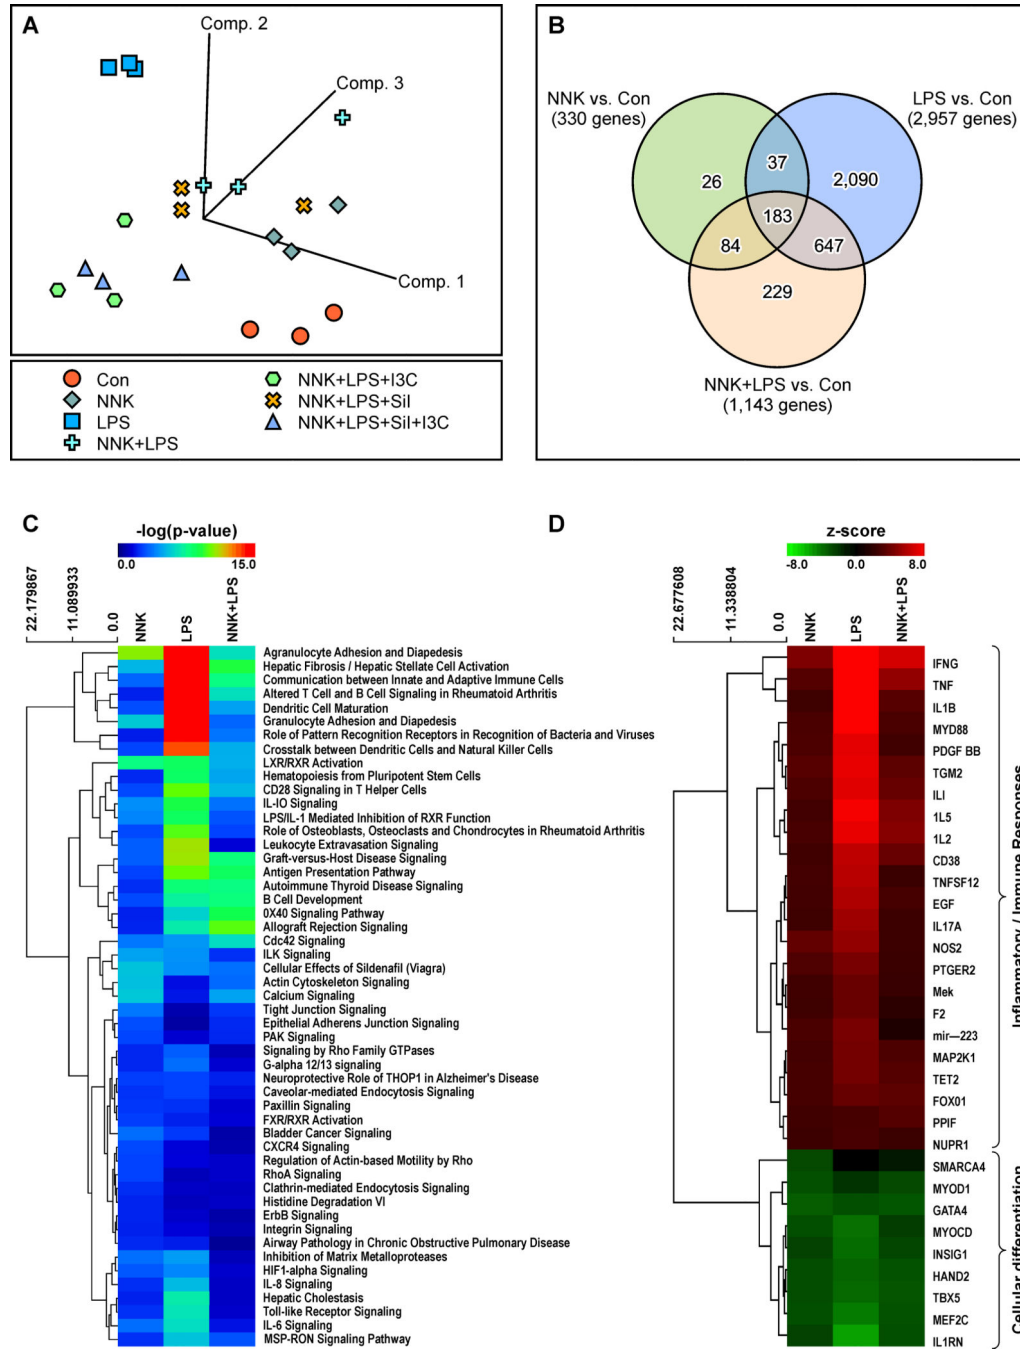 A
Comp. 2
Comp. 3
Comp. 1
Con
NNK
LPS
NNK+LPS
NNK+LPS+I3C
NNK+LPS+Sil
NNK+LPS+Sil+I3C
B
NNK vs. Con
(330 genes)
LPS vs. Con
(2,957 genes)
37
26
2,090
183
84
647
229
NNK+LPS vs. Con
(1,143 genes)
C
-log(p-value)
0.0
15.0
22.179867
11.089933
0.0
NNK
LPS
NNK+LPS
Agranulocyte Adhesion and Diapedesis
Hepatic Fibrosis / Hepatic Stellate Cell Activation
Communication between Innate and Adaptive Immune Cells
Altered T Cell and B Cell Signaling in Rheumatoid Arthritis
Dendritic Cell Maturation
Granulocyte Adhesion and Diapedesis
Role of Pattern Recognition Receptors in Recognition of Bacteria and Viruses
Crosstalk between Dendritic Cells and Natural Killer Cells
LXR/RXR Activation
Hematopoiesis from Pluripotent Stem Cells
CD28 Signaling in T Helper Cells
IL-IO Signaling
LPS/IL-1 Mediated Inhibition of RXR Function
Role of Osteoblasts, Osteoclasts and Chondrocytes in Rheumatoid Arthritis
Leukocyte Extravasation Signaling
Graft-versus-Host Disease Signaling
Antigen Presentation Pathway
Autoimmune Thyroid Disease Signaling
B Cell Development
0X40 Signaling Pathway
Allograft Rejection Signaling
Cdc42 Signaling
ILK Signaling
Cellular Effects of Sildenafil (Viagra)
Actin Cytoskeleton Signaling
Calcium Signaling
Tight Junction Signaling
Epithelial Adherens Junction Signaling
PAK Signaling
Signaling by Rho Family GTPases
G-alpha 12/13 signaling
Neuroprotective Role of THOP1 in Alzheimer's Disease
Caveolar-mediated Endocytosis Signaling
Paxillin Signaling
FXR/RXR Activation
Bladder Cancer Signaling
CXCR4 Signaling
Regulation of Actin-based Motility by Rho
RhoA Signaling
Clathrin-mediated Endocytosis Signaling
Histidine Degradation VI
ErbB Signaling
Integrin Signaling
Airway Pathology in Chronic Obstructive Pulmonary Disease
Inhibition of Matrix Metalloproteases
HIF1-alpha Signaling
IL-8 Signaling
Hepatic Cholestasis
Toll-like Receptor Signaling
IL-6 Signaling
MSP-RON Signaling Pathway
D
z-score
-8.0
0.0
8.0
22.677608
11.338804
0.0
NNK
LPS
NNK+LPS
IFNG
TNF
IL1B
MYD88
PDGF BB
TGM2
ILI
1L5
1L2
CD38
TNFSF12
EGF
IL17A
NOS2
PTGER2
Mek
F2
mir—223
MAP2K1
TET2
FOX01
PPIF
NUPR1
SMARCA4
MYOD1
GATA4
MYOCD
INSIG1
HAND2
TBX5
MEF2C
IL1RN
Inflammatory / Immune Responses
Cellular differentiation